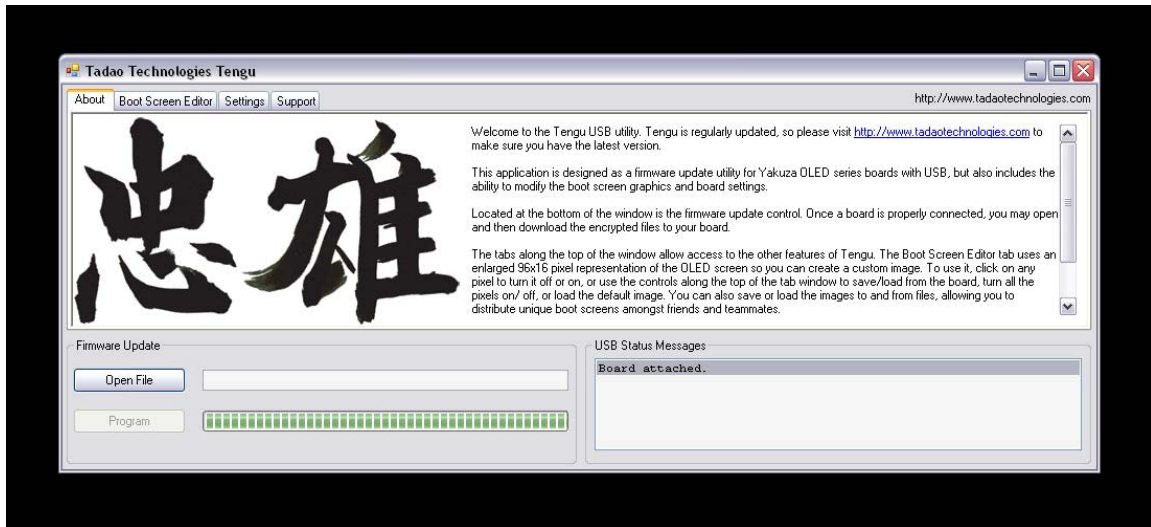 Tadao Technologies Tengu
About Boot Screen Editor Settings Support http://www.tadaotechnologies.com
忠雄
Welcome to the Tengu USB utility. Tengu is regularly updated, so please visit http://www.tadaotechnologies.com to
make sure you have the latest version.
This application is designed as a firmware update utility for Yakuza OLED series boards with USB, but also includes the
ability to modify the boot screen graphics and board settings.
Located at the bottom of the window is the firmware update control. Once a board is properly connected, you may open
and then download the encrypted files to your board.
The tabs along the top of the window allow access to the other features of Tengu. The Boot Screen Editor tab uses an
enlarged 96x16 pixel representation of the OLED screen so you can create a custom image. To use it, click on any
pixel to turn it off or on, or use the controls along the top of the tab window to save/load from the board, turn all the
pixels on/ off, or load the default image. You can also save or load the images to and from files, allowing you to
distribute unique boot screens amongst friends and teammates.
Firmware Update
Open File
Program
USB Status Messages
Board attached.